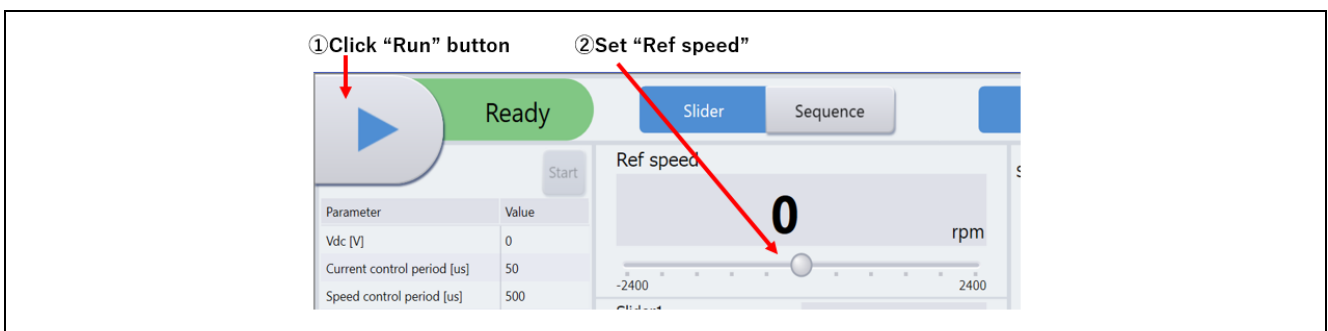 ①Click “Run” button
②Set “Ref speed”
Ready
Slider
Sequence
Start
Parameter Value
Vdc [V] 0
Current control period [us] 50
Speed control period [us] 500
Ref speed
0
rpm
-2400 2400